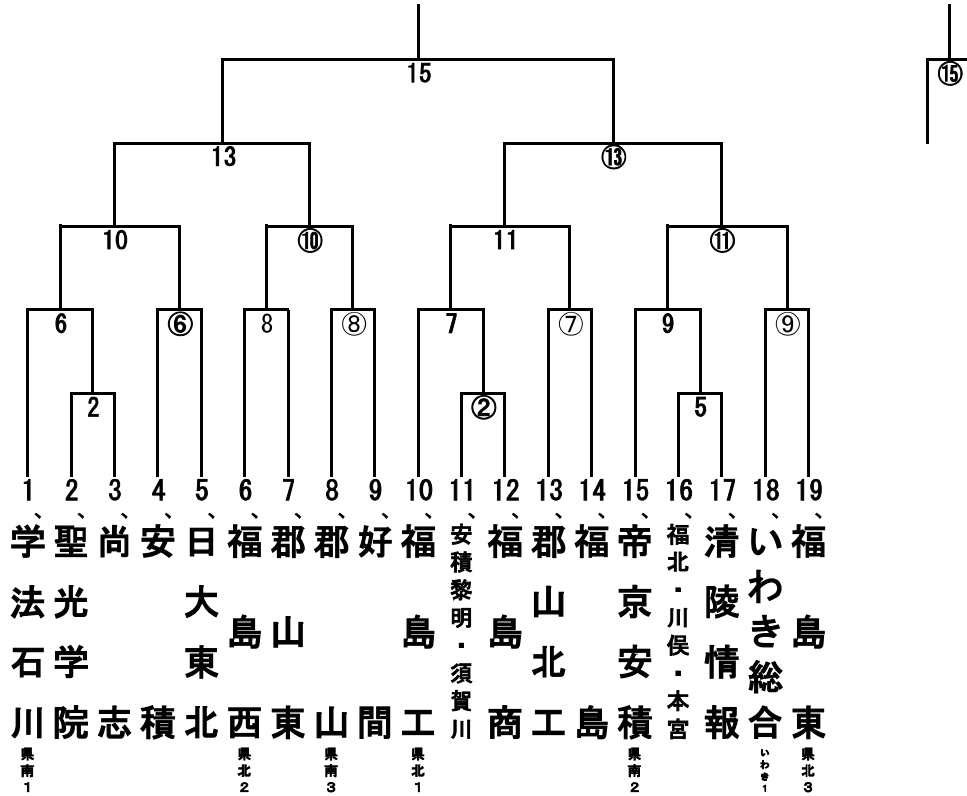 15 ⑮
13 ⑬
10 ⑩ 11 ⑪
6 ⑥ 8 ⑧ 7 ⑦ 9 ⑨
2 ② 5
1、学法石川 県南1
2、聖光学院
3、尚志
4、安積
5、日大東北
6、福島西 県北2
7、郡山東
8、郡山 県南3
9、好間
10、福島工 県北1
11、安積黎明・須賀川
12、福島商
13、郡山北工
14、福島
15、帝京安積 県南2
16、福北・川俣・本宮
17、清陵情報
18、いわき総合 いわき1
19、福島東 県北3